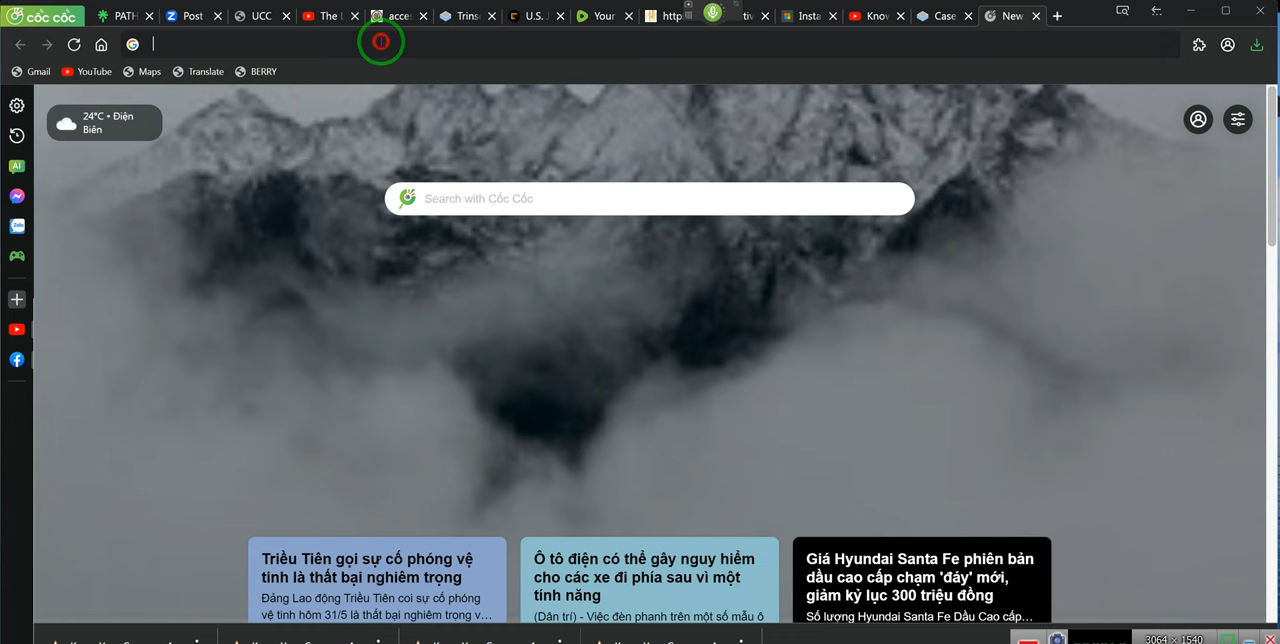 cốc cốc
PATH
Post
UCC
The L
acces
Trins
U.S. J
Your
http
tiv
Insta
Knov
Case
New
Gmail
YouTube
Maps
Translate
BERRY
24°C • Điện
Biên
AI
Zalo
Search with Cốc Cốc
Triều Tiên gọi sự cố phóng vệ
tinh là thất bại nghiêm trọng
Đảng Lao động Triều Tiên coi sự cố phóng
vệ tinh hôm 31/5 là thất bại nghiêm trọng v...
Ô tô điện có thể gây nguy hiểm
cho các xe đi phía sau vì một
tính năng
(Dân trí) - Việc đèn phanh trên một số mẫu ô
Giá Hyundai Santa Fe phiên bản
dầu cao cấp chạm 'đáy' mới,
giảm kỷ lục 300 triệu đồng
Số lượng Hyundai Santa Fe Dầu Cao cấp...
3064 × 1540